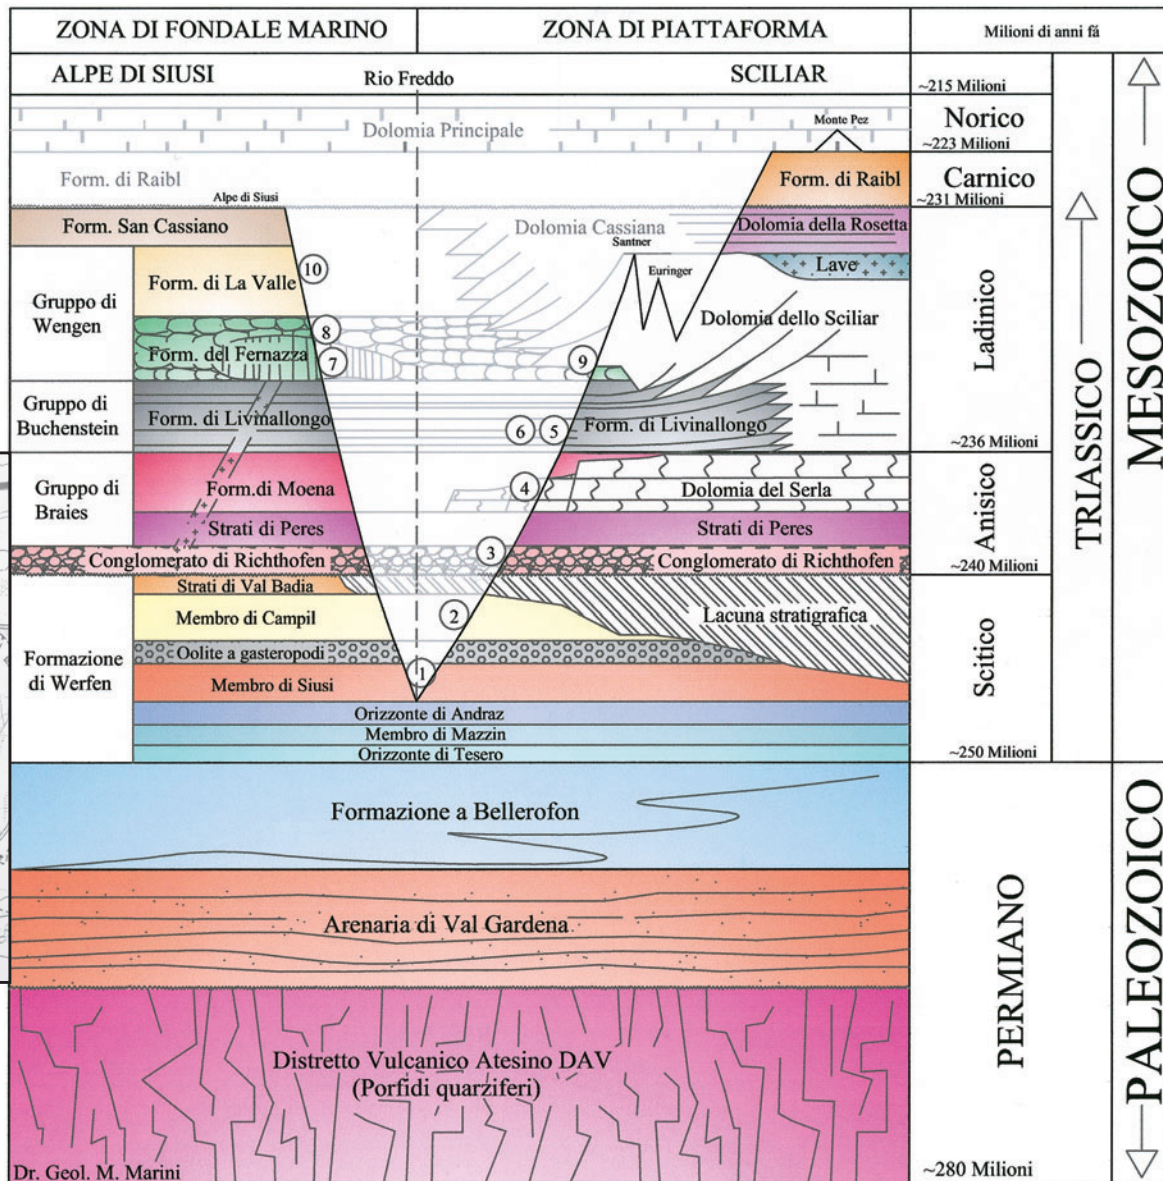 ZONA DI FONDALE MARINO
ZONA DI PIATTAFORMA
Milioni di anni fá
ALPE DI SIUSI
Rio Freddo
SCILIAR
~215 Milioni
Dolomia Principale
Monte Pez
Norico
~223 Milioni
Form. di Raibl
Form. di Raibl
Carnico
~231 Milioni
Alpe di Siusi
Form. San Cassiano
Dolomia Cassiana
Dolomia della Rosetta
Santner
Euringer
Lave
Gruppo di
Wengen
Form. di La Valle
10
8
Form. del Fernazza
7
9
Dolomia dello Sciliar
Ladinico
Gruppo di
Buchenstein
Form. di Livinallongo
6
5
Form. di Livinallongo
~236 Milioni
Gruppo di
Braies
Form.di Moena
4
Dolomia del Serla
Strati di Peres
Strati di Peres
Anisico
Conglomerato di Richthofen
3
Conglomerato di Richthofen
~240 Milioni
Formazione
di Werfen
Strati di Val Badia
Membro di Campil
2
Lacuna stratigrafica
Oolite a gasteropodi
1
Membro di Siusi
Orizzonte di Andraz
Membro di Mazzin
Orizzonte di Tesero
Scitico
~250 Milioni
TRIASSICO
MESOZOICO
Formazione a Bellerofon
Arenaria di Val Gardena
Distretto Vulcanico Atesino DAV
(Porfidi quarziferi)
PERMIANO
PALEOZOICO
Dr. Geol. M. Marini
~280 Milioni